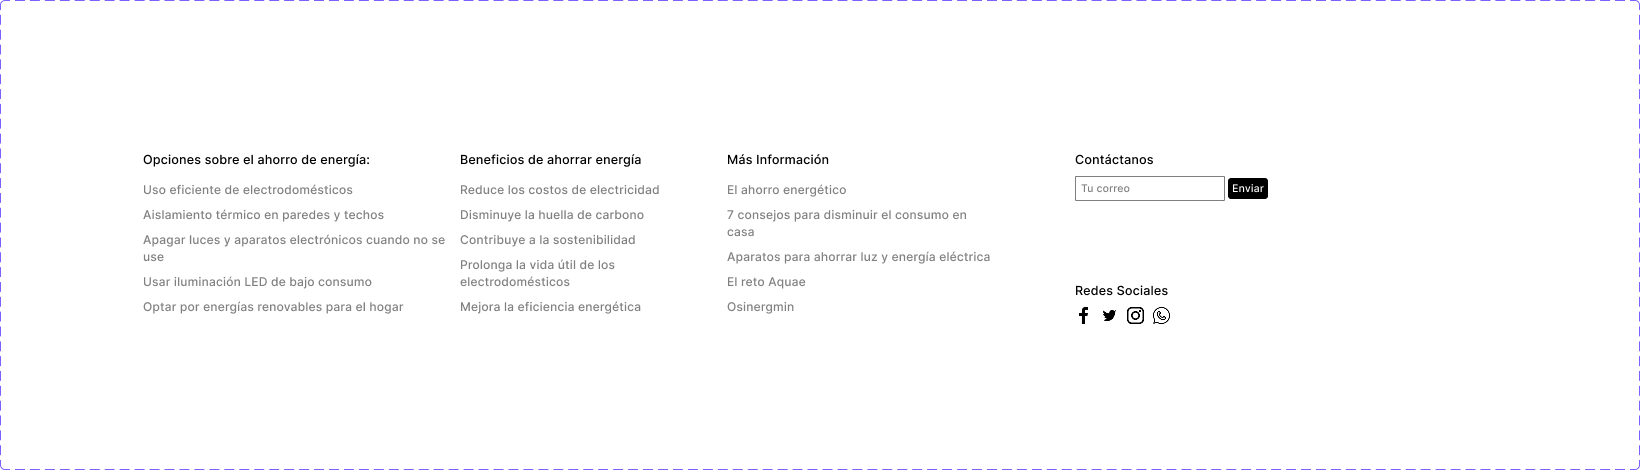 Opciones sobre el ahorro de energía:
Uso eficiente de electrodomésticos
Aislamiento térmico en paredes y techos
Apagar luces y aparatos electrónicos cuando no se
use
Usar iluminación LED de bajo consumo
Optar por energías renovables para el hogar
Beneficios de ahorrar energía
Reduce los costos de electricidad
Disminuye la huella de carbono
Contribuye a la sostenibilidad
Prolonga la vida útil de los
electrodomésticos
Mejora la eficiencia energética
Más Información
El ahorro energético
7 consejos para disminuir el consumo en
casa
Aparatos para ahorrar luz y energía eléctrica
El reto Aquae
Osinergmin
Contáctanos
Tu correo
Enviar
Redes Sociales